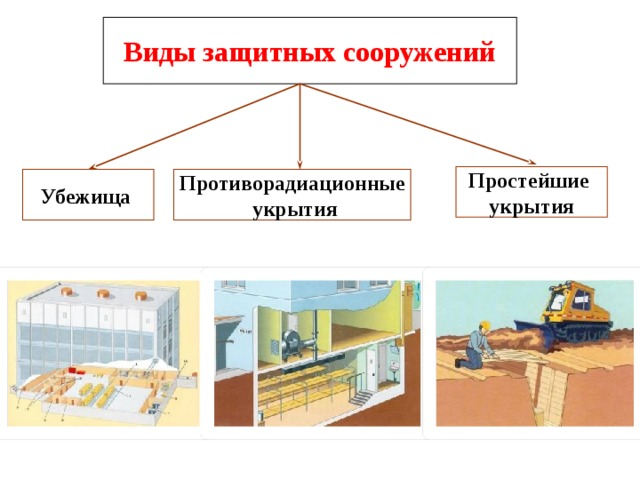 Виды защитных сооружений
Убежища
Противорадиационные
укрытия
Простейшие
укрытия